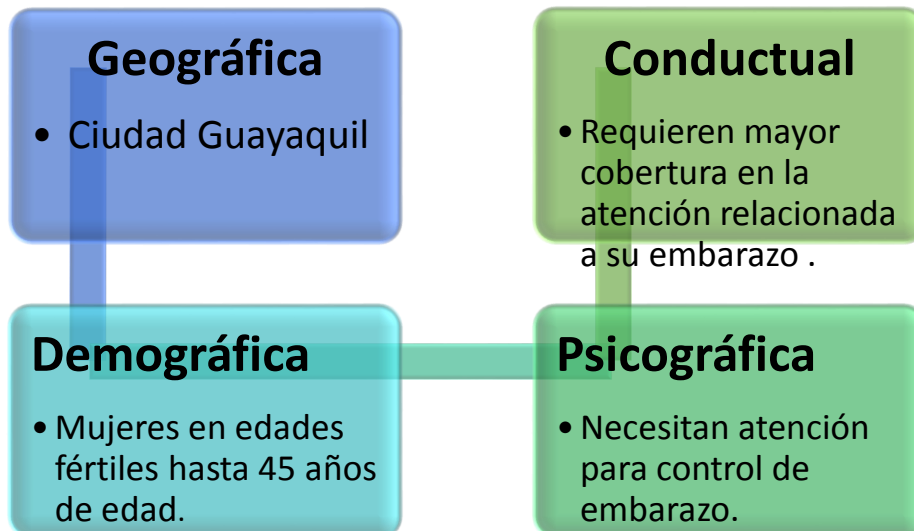 Geográfica
• Ciudad Guayaquil
Demográfica
• Mujeres en edades
fértiles hasta 45 años
de edad.
Psicográfica
• Necesitan atención
para control de
embarazo.
Conductual
• Requieren mayor
cobertura en la
atención relacionada
a su embarazo .